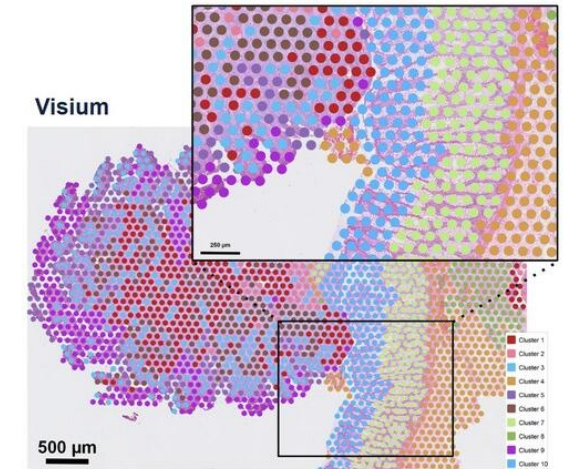 Visium
250 µm
500 µm
Cluster 1
Cluster 2
Cluster 3
Cluster 4
Cluster 5
Cluster 6
Cluster 7
Cluster 8
Cluster 9
Cluster 10